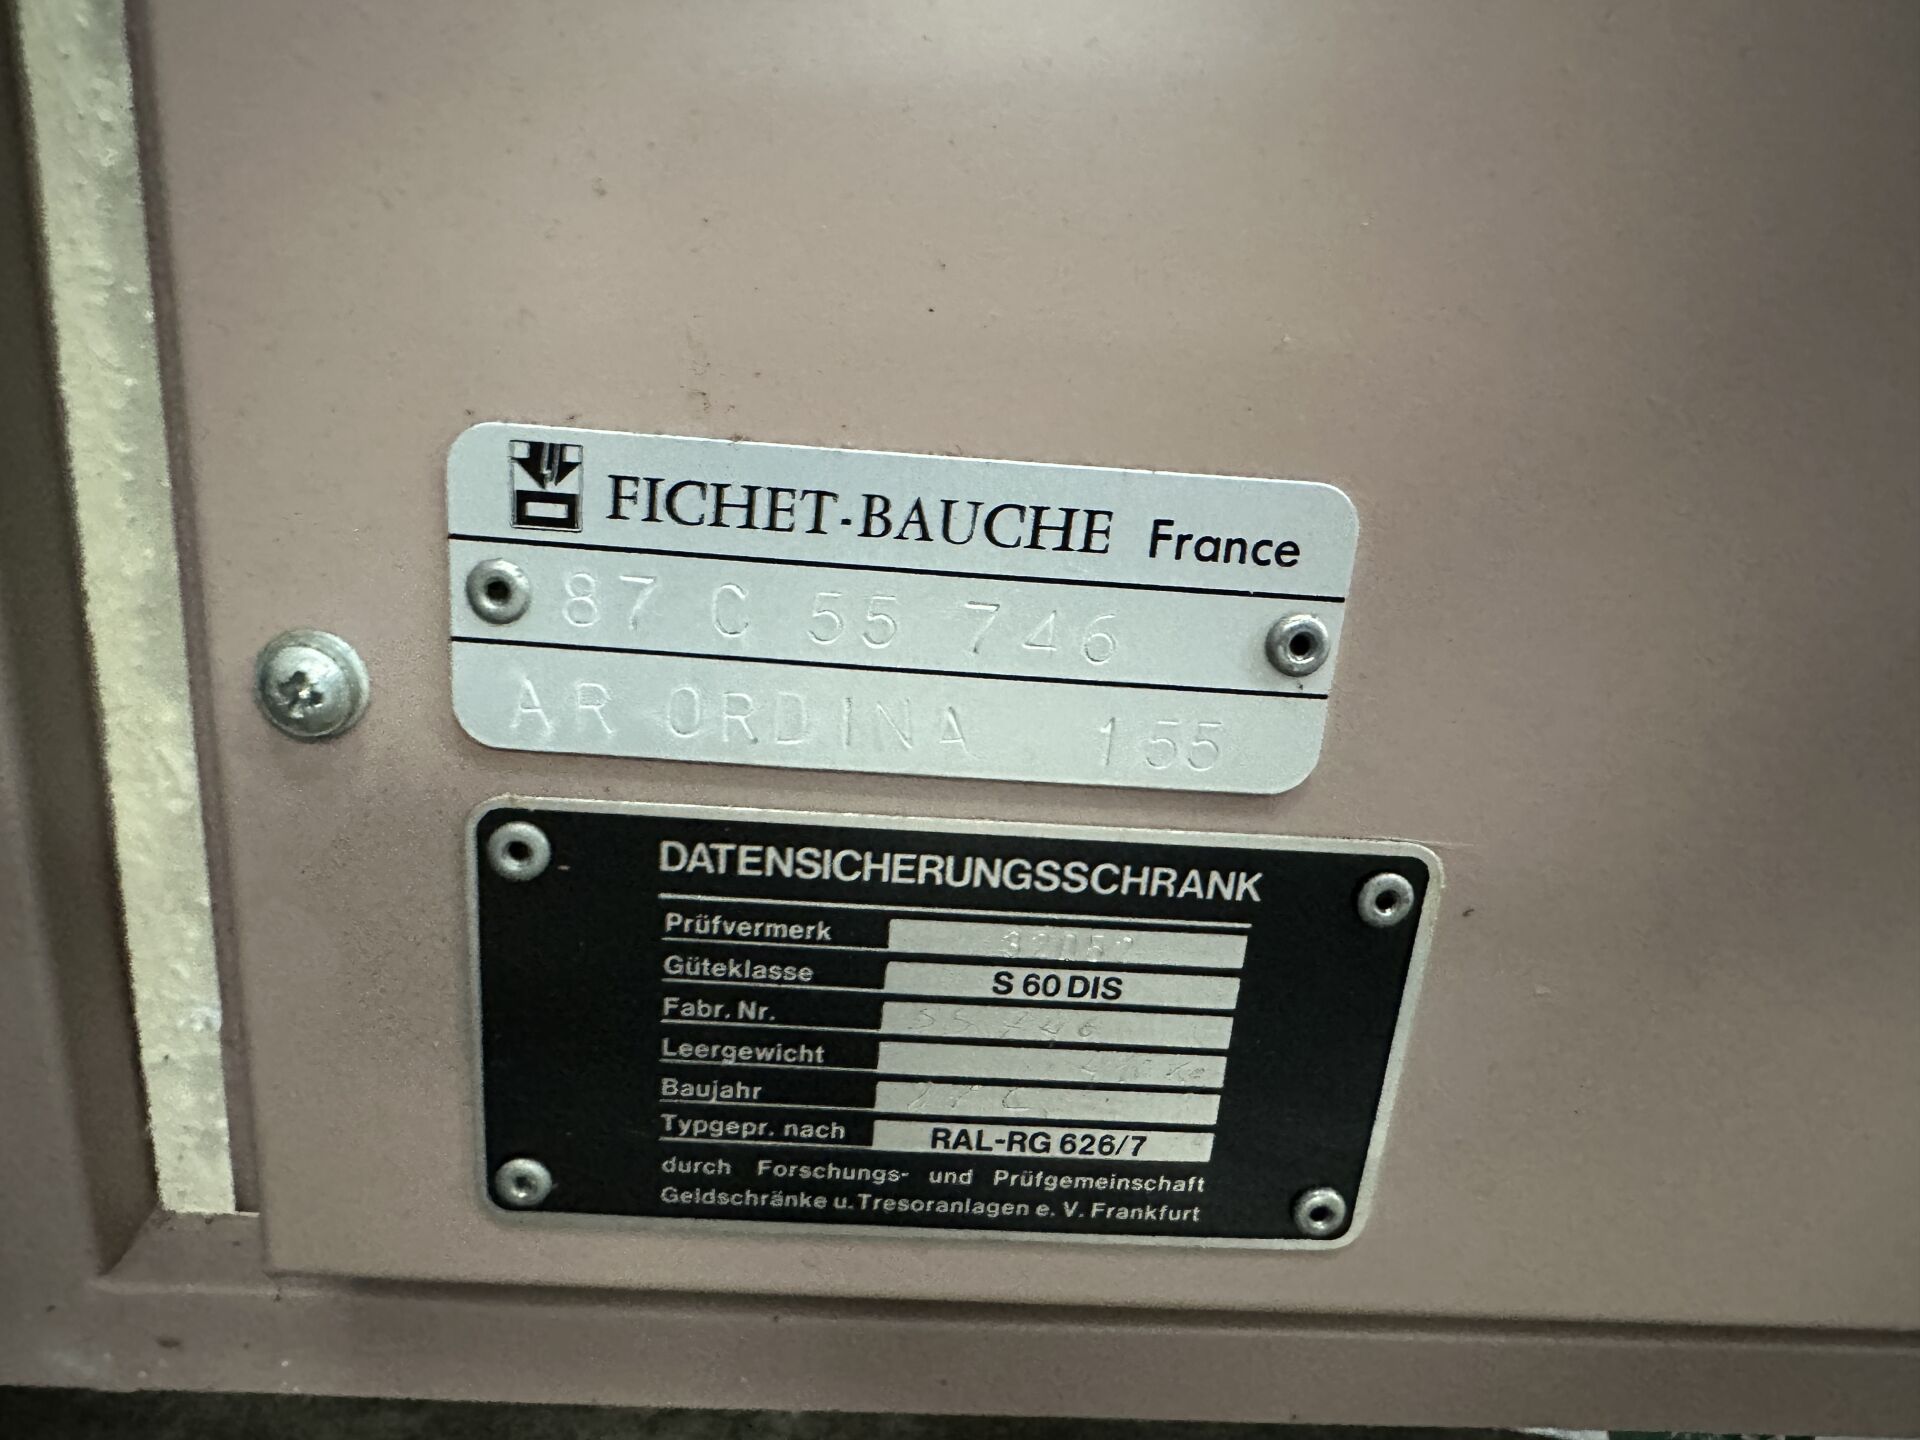 FICHET-BAUCHE France
87 C 55 746
AR ORDINA 155
DATENSICHERUNGSSCHRANK
Prüfvermerk
Güteklasse S 60 DIS
Fabr. Nr. 55746
Leergewicht
Baujahr
Typgepr. nach RAL-RG 626/7
durch Forschungs- und Prüfgemeinschaft
Geldschränke u. Tresoranlagen e. V. Frankfurt